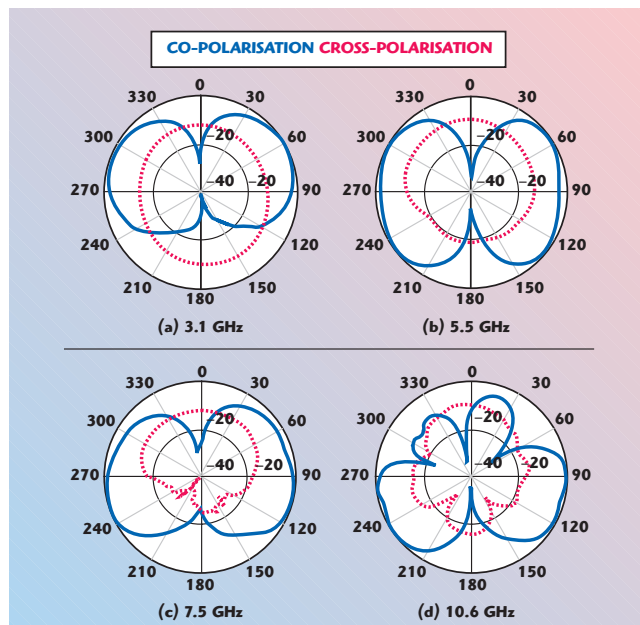 CO-POLARISATION CROSS-POLARISATION
0 0
330 30 330 30
300 -20 60 300 -20 60
270 -40 -20 90 270 -40 -20 90
240 120 240 120
210 150 210 150
180 180
(a) 3.1 GHz (b) 5.5 GHz
0 0
330 30 330 30
300 -20 60 300 -20 60
270 -40 -20 90 270 -40 -20 90
240 120 240 120
210 150 210 150
180 180
(c) 7.5 GHz (d) 10.6 GHz